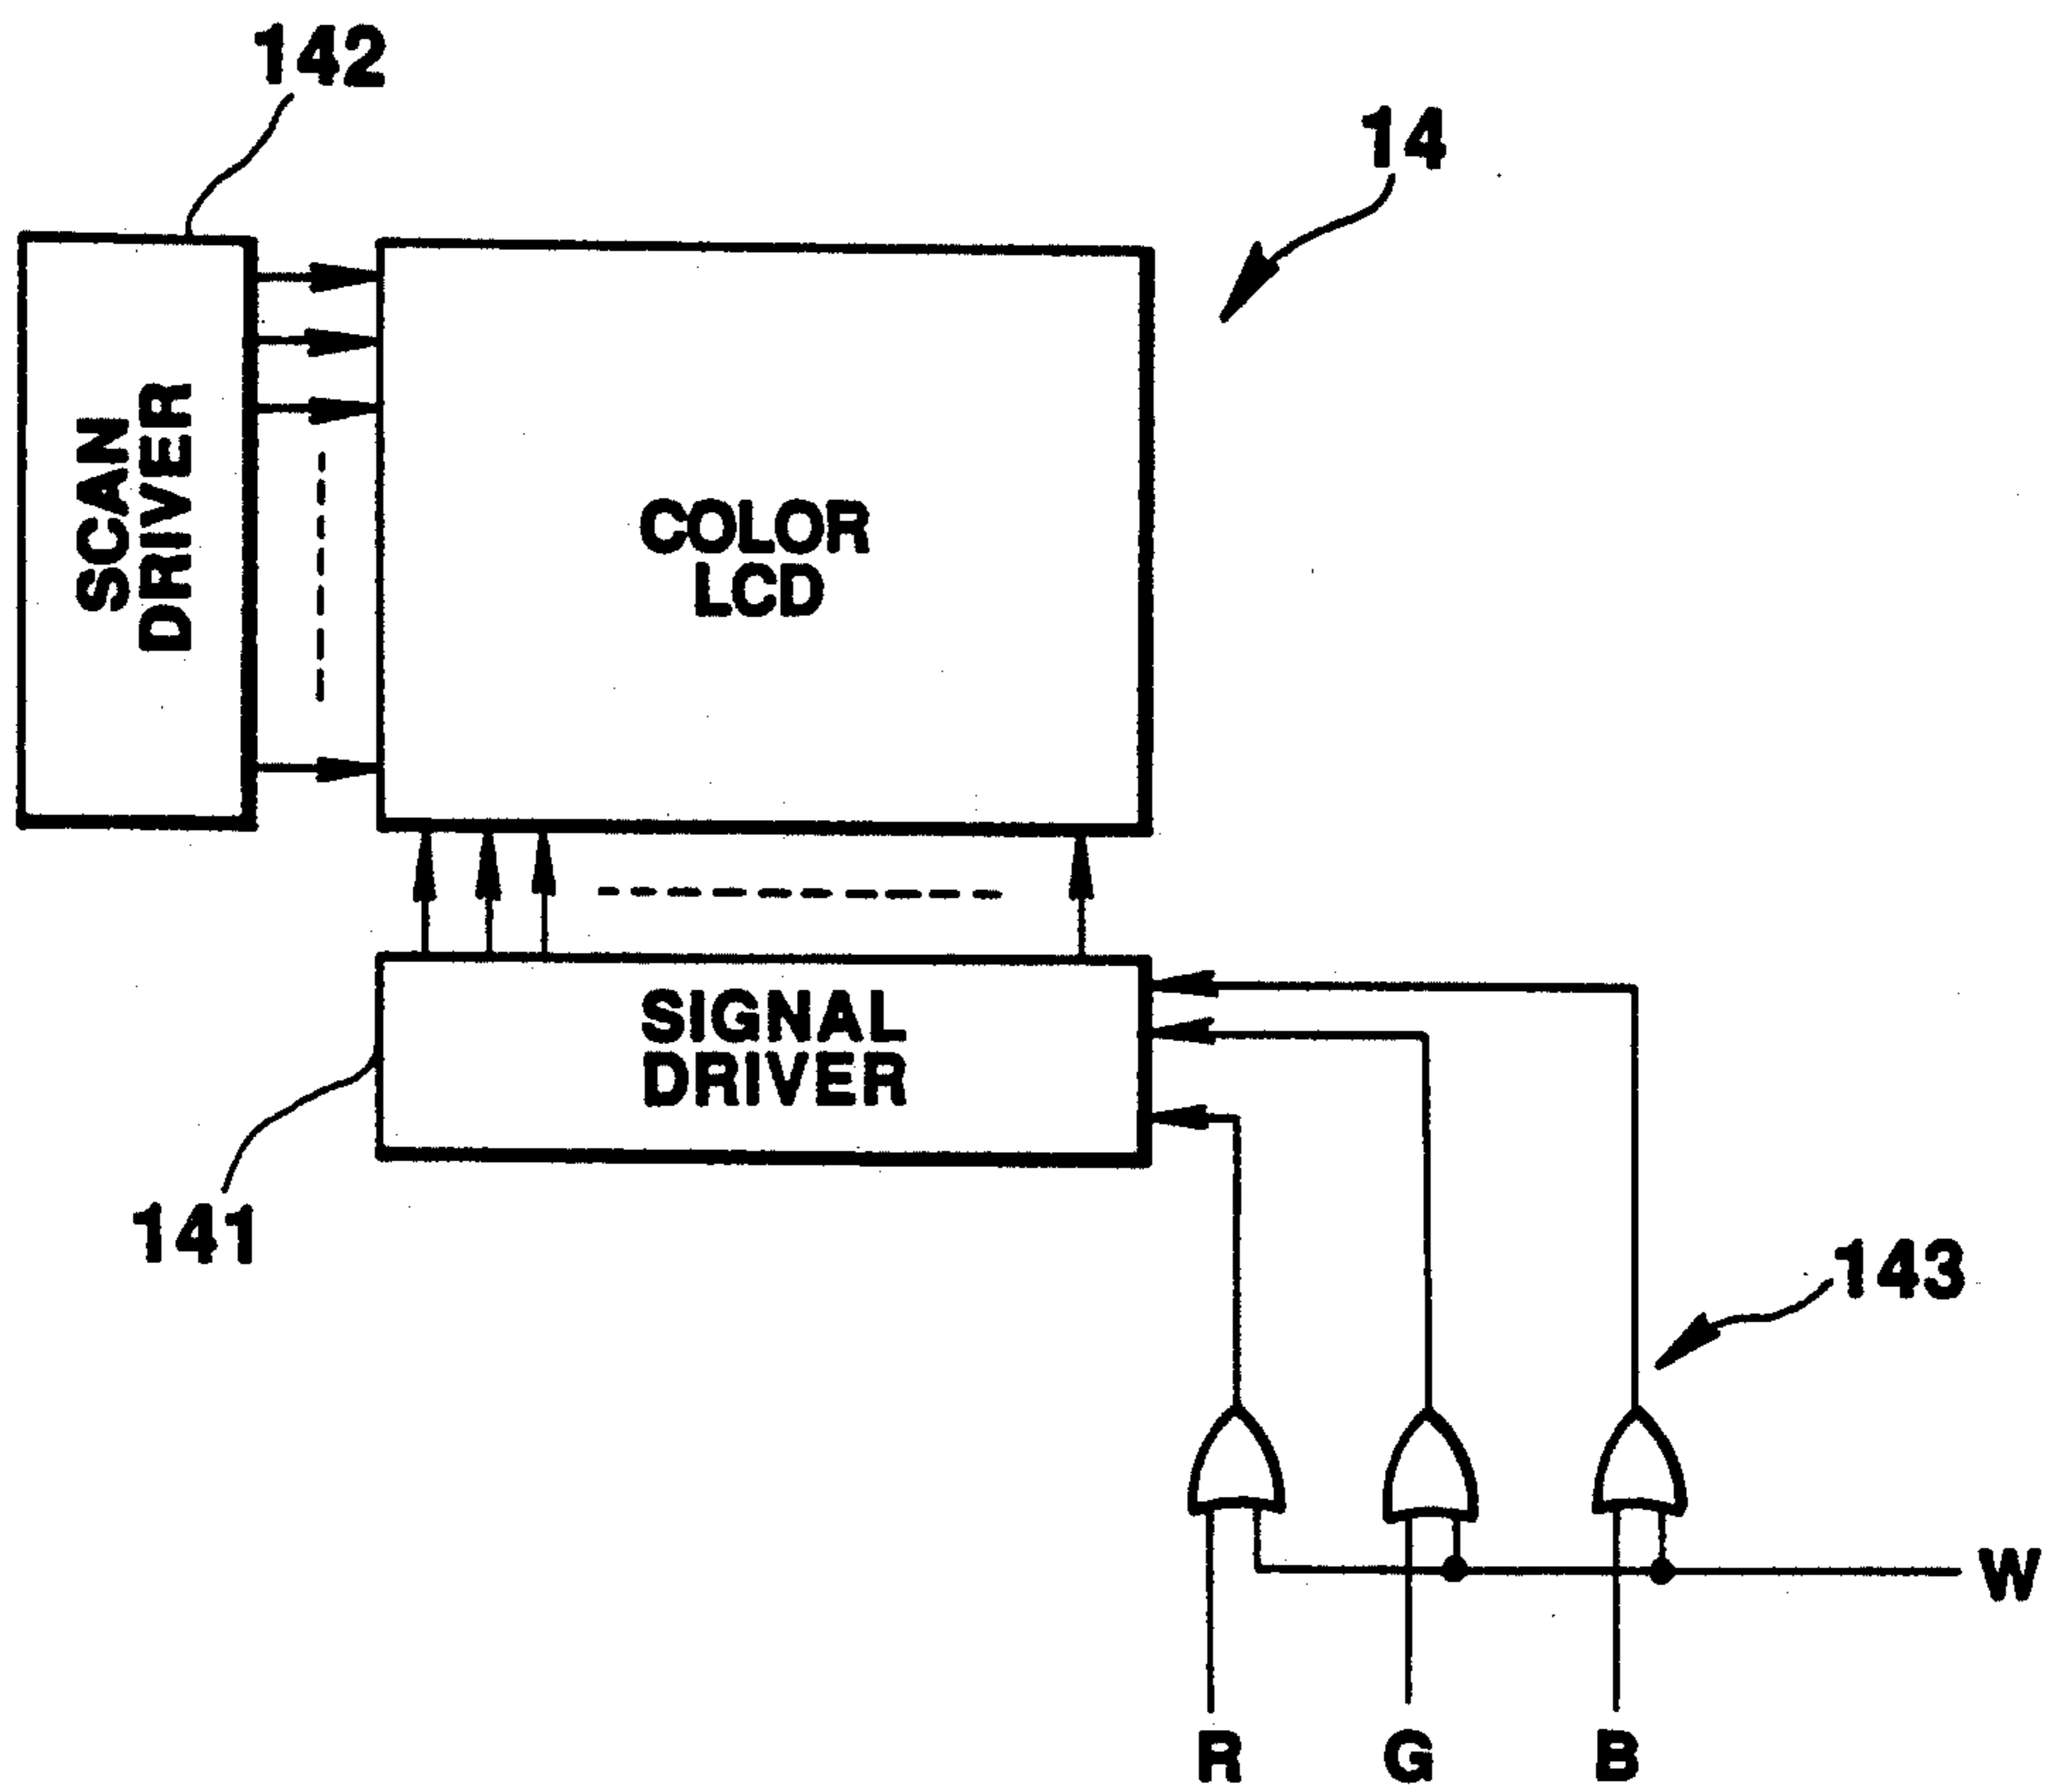 142
14
SCAN
DRIVER
COLOR
LCD
SIGNAL
DRIVER
141
143
W
R G B